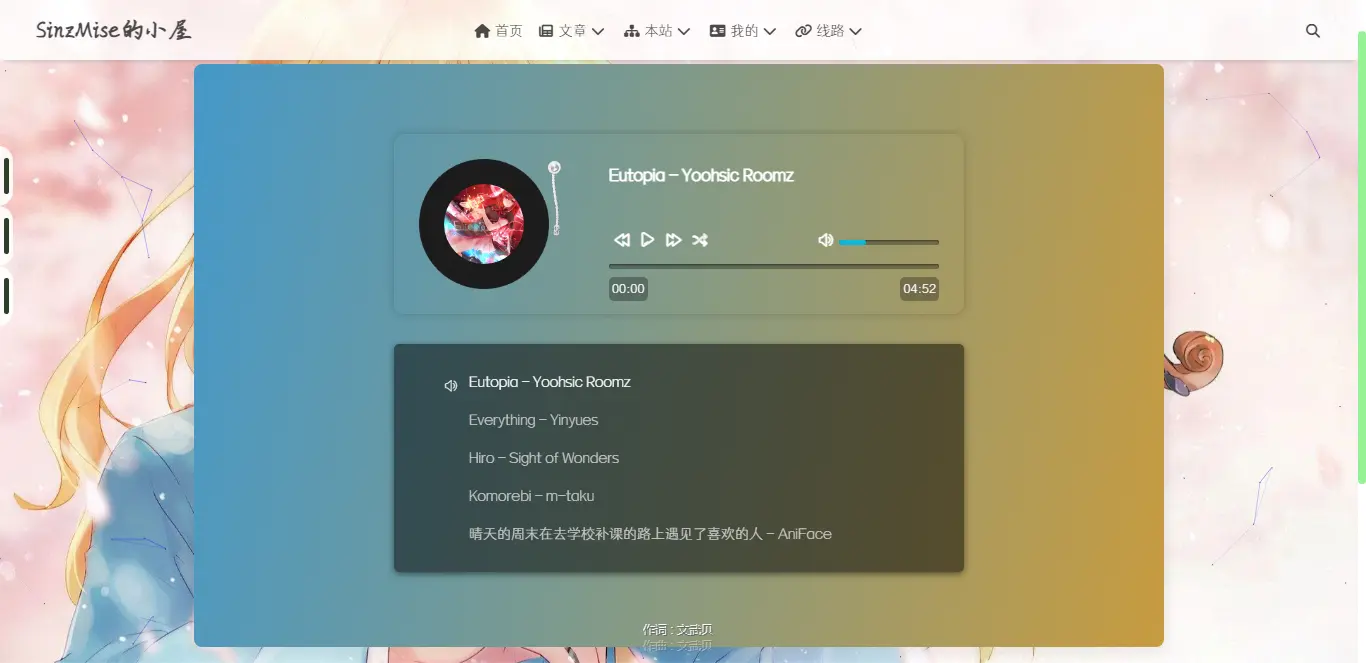 SinzMise的小屋
首页 文章 本站 我的 线路
Eutopia – Yoohsic Roomz
00:00 04:52
Eutopia – Yoohsic Roomz
Everything – Yinyues
Hiro – Sight of Wonders
Komorebi – m-taku
晴天的周末在去学校补课的路上遇见了喜欢的人 – AniFace
作词 : 文武贝
作曲 : 文武贝